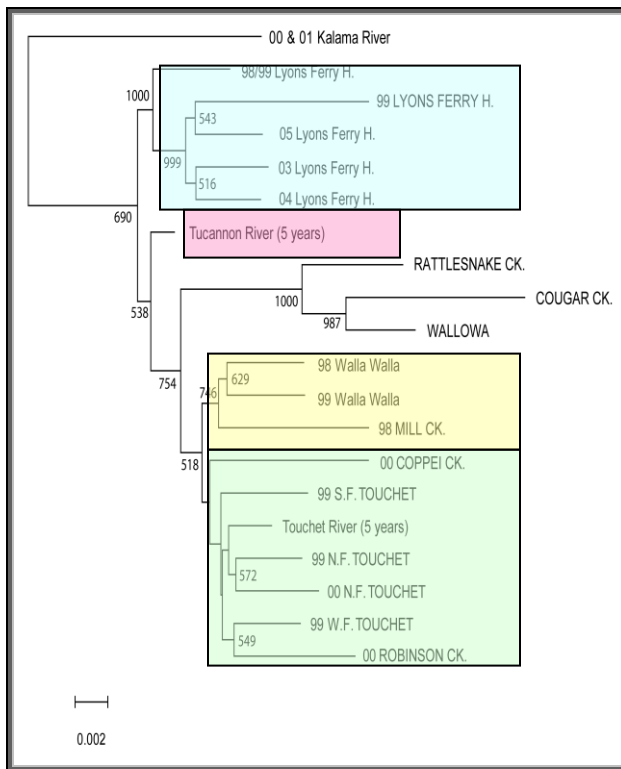 00 & 01 Kalama River
98/99 Lyons Ferry H.
1000
99 LYONS FERRY H.
543
05 Lyons Ferry H.
999
03 Lyons Ferry H.
516
04 Lyons Ferry H.
690
Tucannon River (5 years)
RATTLESNAKE CK.
1000
COUGAR CK.
538
987
WALLOWA
754
98 Walla Walla
629
746
99 Walla Walla
98 MILL CK.
518
00 COPPEI CK.
99 S.F. TOUCHET
Touchet River (5 years)
99 N.F. TOUCHET
572
00 N.F. TOUCHET
99 W.F. TOUCHET
549
00 ROBINSON CK.
0.002